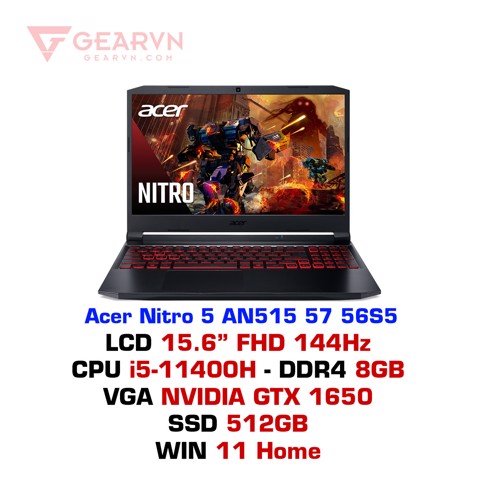 GEARVN
GEARVN.COM
acer
NITRO
acer
Acer Nitro 5 AN515 57 56S5
LCD 15.6” FHD 144Hz
CPU i5-11400H - DDR4 8GB
VGA NVIDIA GTX 1650
SSD 512GB
WIN 11 Home